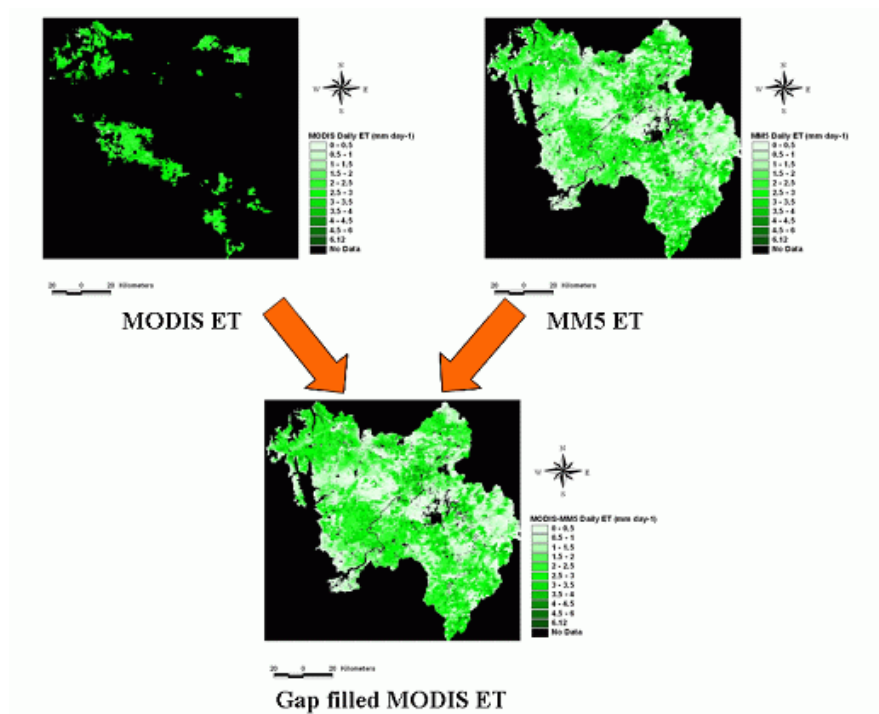 N
W E
S
MODIS Daily ET (mm day-1)
0 - 0.5
0.5 - 1
1 - 1.5
1.5 - 2
2 - 2.5
2.5 - 3
3 - 3.5
3.5 - 4
4 - 4.5
4.5 - 6
6.12
No Data
20 0 20 Kilometers
MODIS ET
N
W E
S
MM5 Daily ET (mm day-1)
0 - 0.5
0.5 - 1
1 - 1.5
1.5 - 2
2 - 2.5
2.5 - 3
3 - 3.5
3.5 - 4
4 - 4.5
4.5 - 6
6.12
No Data
20 0 20 Kilometers
MM5 ET
N
W E
S
MODIS-MM5 Daily ET (mm day-1)
0 - 0.5
0.5 - 1
1 - 1.5
1.5 - 2
2 - 2.5
2.5 - 3
3 - 3.5
3.5 - 4
4 - 4.5
4.5 - 6
6.12
No Data
20 0 20 Kilometers
Gap filled MODIS ET